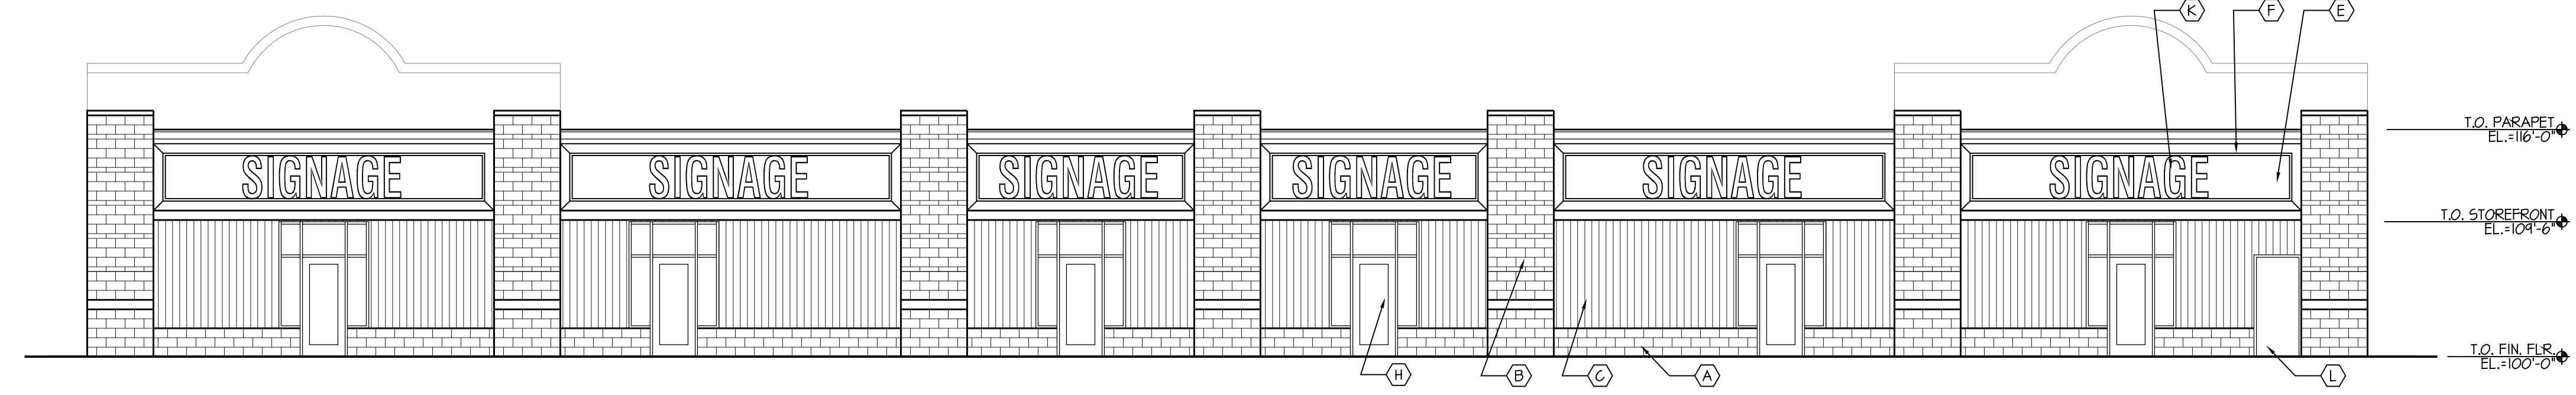 K F E
T.O. PARAPET
EL.=116'-0"
SIGNAGE SIGNAGE SIGNAGE SIGNAGE SIGNAGE SIGNAGE
T.O. STOREFRONT
EL.=109'-6"
T.O. FIN. FLR.
EL.=100'-0"
H B C A L